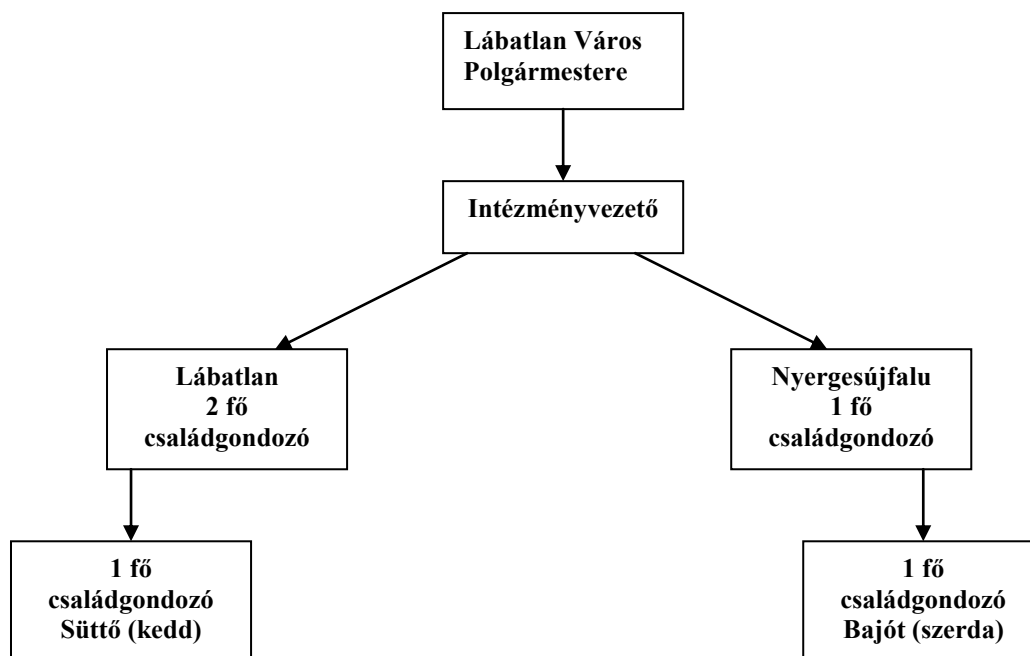 Lábatlan Város
Polgármestere
Intézményvezető
Lábatlan
2 fő
családgondozó
Nyergesújfalu
1 fő
családgondozó
1 fő
családgondozó
Süttő (kedd)
1 fő
családgondozó
Bajót (szerda)